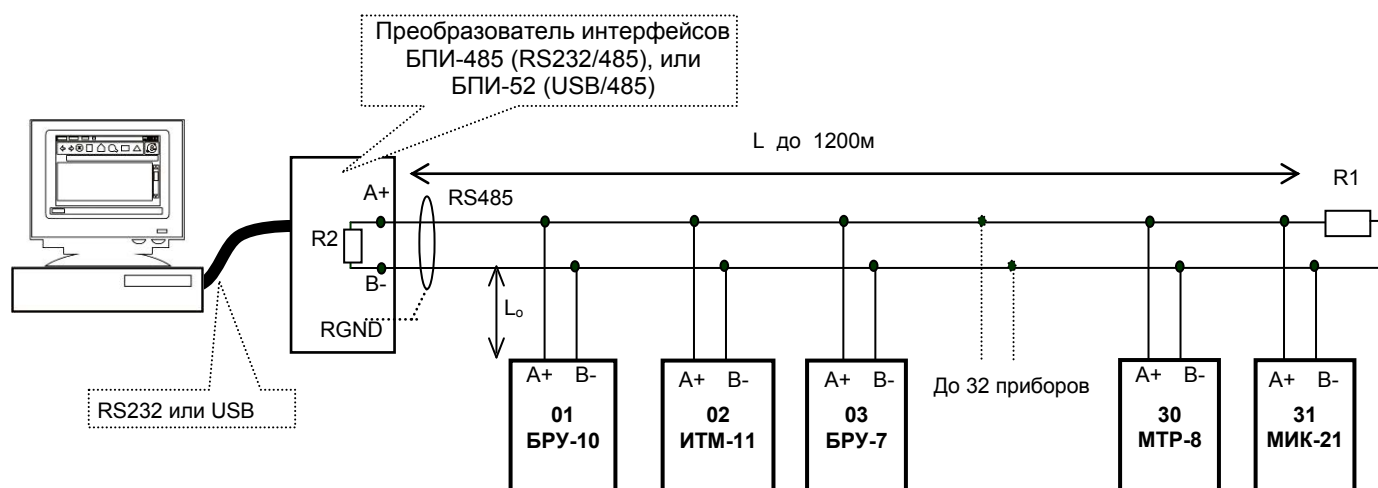 Преобразователь интерфейсов
БПИ-485 (RS232/485), или
БПИ-52 (USB/485)
L до 1200м
R1
A+
RS485
R2
B-
RGND
Lо
RS232 или USB
A+ B-
01
БРУ-10
A+ B-
02
ИТМ-11
A+ B-
03
БРУ-7
До 32 приборов
A+ B-
30
МТР-8
A+ B-
31
МИК-21